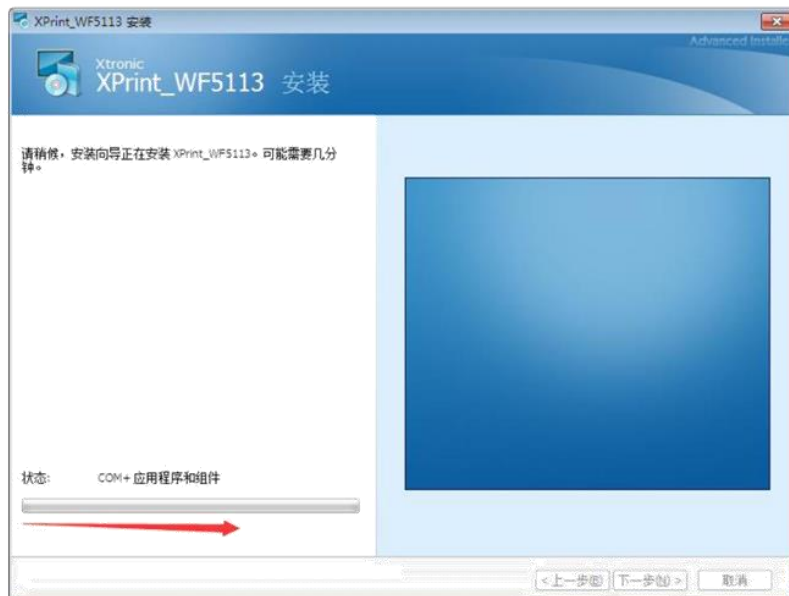 XPrint_WF5113 安装
Advanced Installe
Xtronic
XPrint_WF5113 安装
请稍候，安装向导正在安装 XPrint_WF5113。可能需要几分
钟。
状态: COM+ 应用程序和组件
<上一步(B) 下一步(N) > 取消